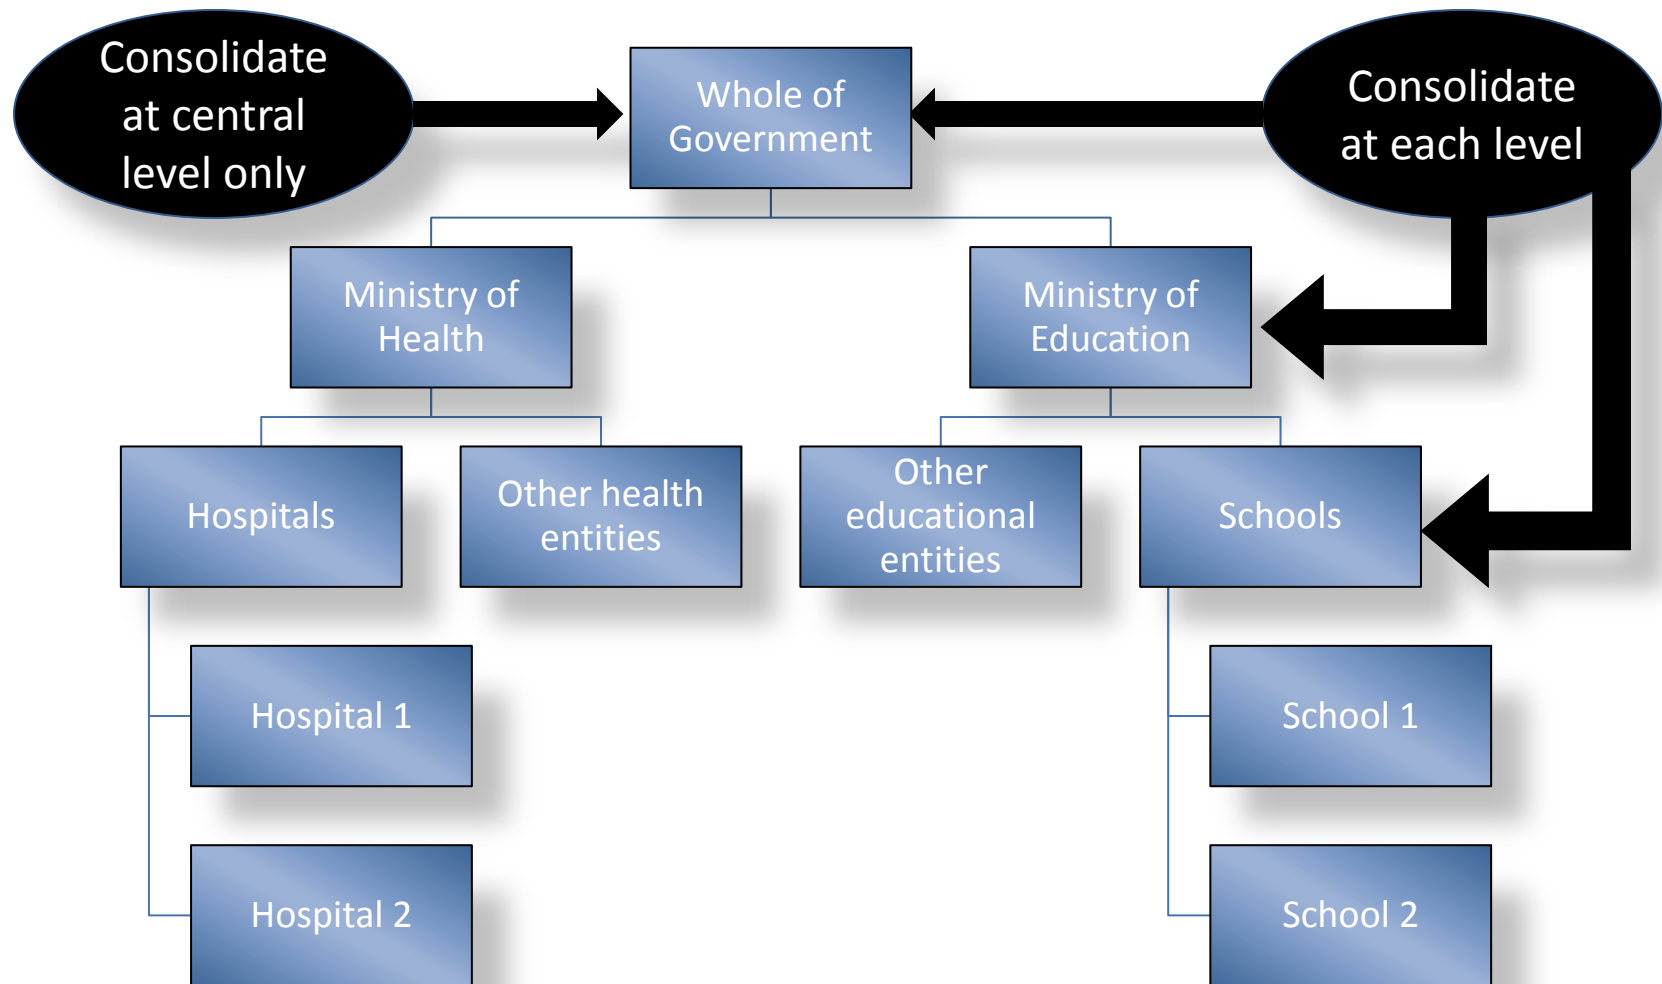 Consolidate
at central
level only
Whole of
Government
Consolidate
at each level
Ministry of
Health
Ministry of
Education
Hospitals
Other health
entities
Other
educational
entities
Schools
Hospital 1
School 1
Hospital 2
School 2